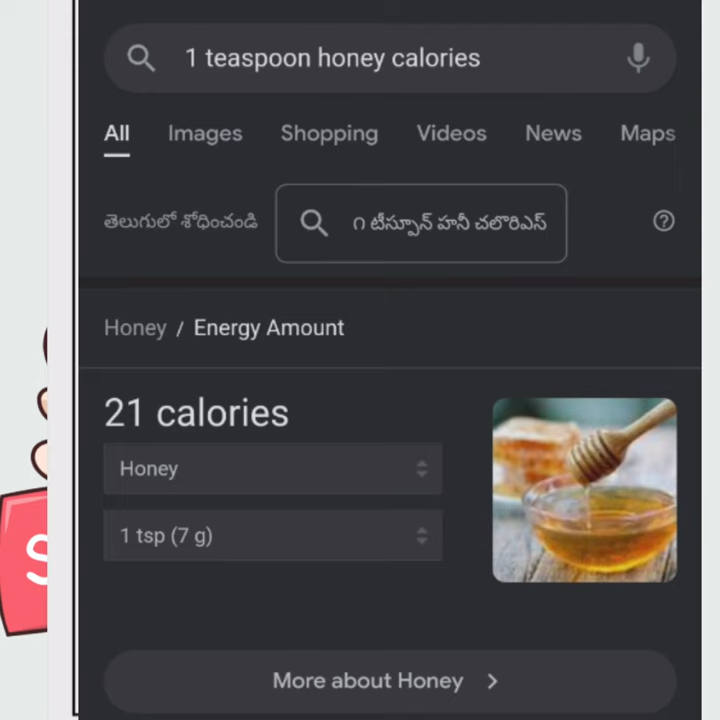 1 teaspoon honey calories
All Images Shopping Videos News Maps
తెలుగులో శోధించండి ౧ టీస్పూన్ హనీ చలొరిఎస్
Honey / Energy Amount
21 calories
Honey
1 tsp (7 g)
S
More about Honey